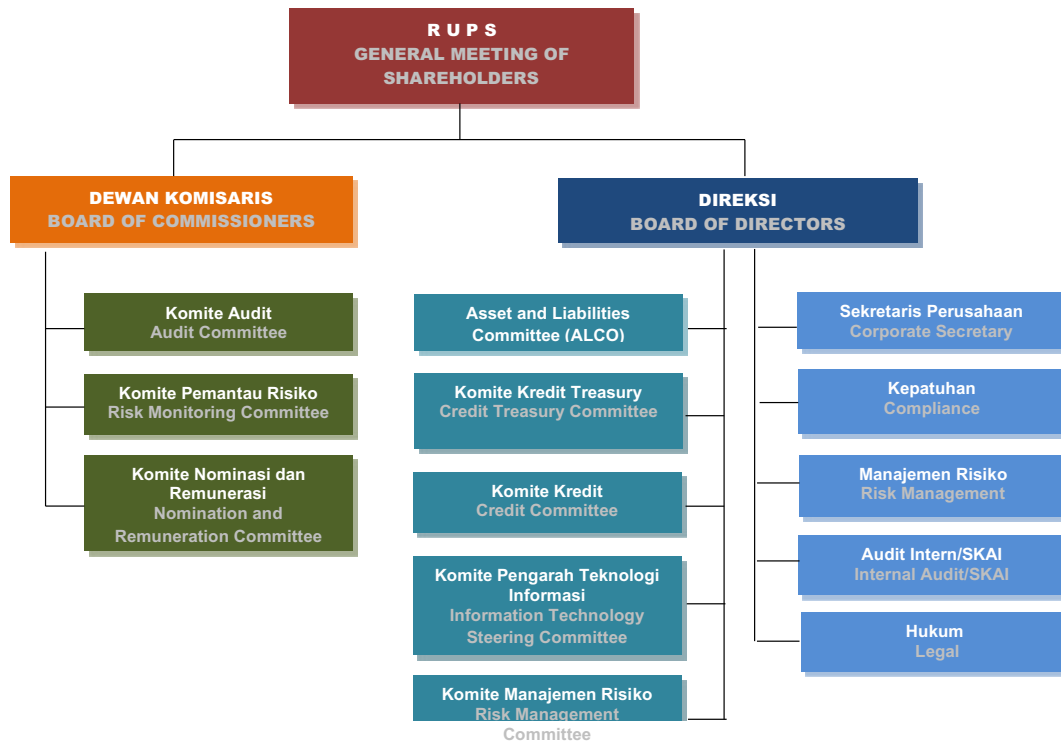 R U P S
GENERAL MEETING OF
SHAREHOLDERS
DEWAN KOMISARIS
BOARD OF COMMISSIONERS
DIREKSI
BOARD OF DIRECTORS
Komite Audit
Audit Committee
Komite Pemantau Risiko
Risk Monitoring Committee
Komite Nominasi dan
Remunerasi
Nomination and
Remuneration Committee
Asset and Liabilities
Committee (ALCO)
Komite Kredit Treasury
Credit Treasury Committee
Komite Kredit
Credit Committee
Komite Pengarah Teknologi
Informasi
Information Technology
Steering Committee
Komite Manajemen Risiko
Risk Management
Committee
Sekretaris Perusahaan
Corporate Secretary
Kepatuhan
Compliance
Manajemen Risiko
Risk Management
Audit Intern/SKAI
Internal Audit/SKAI
Hukum
Legal